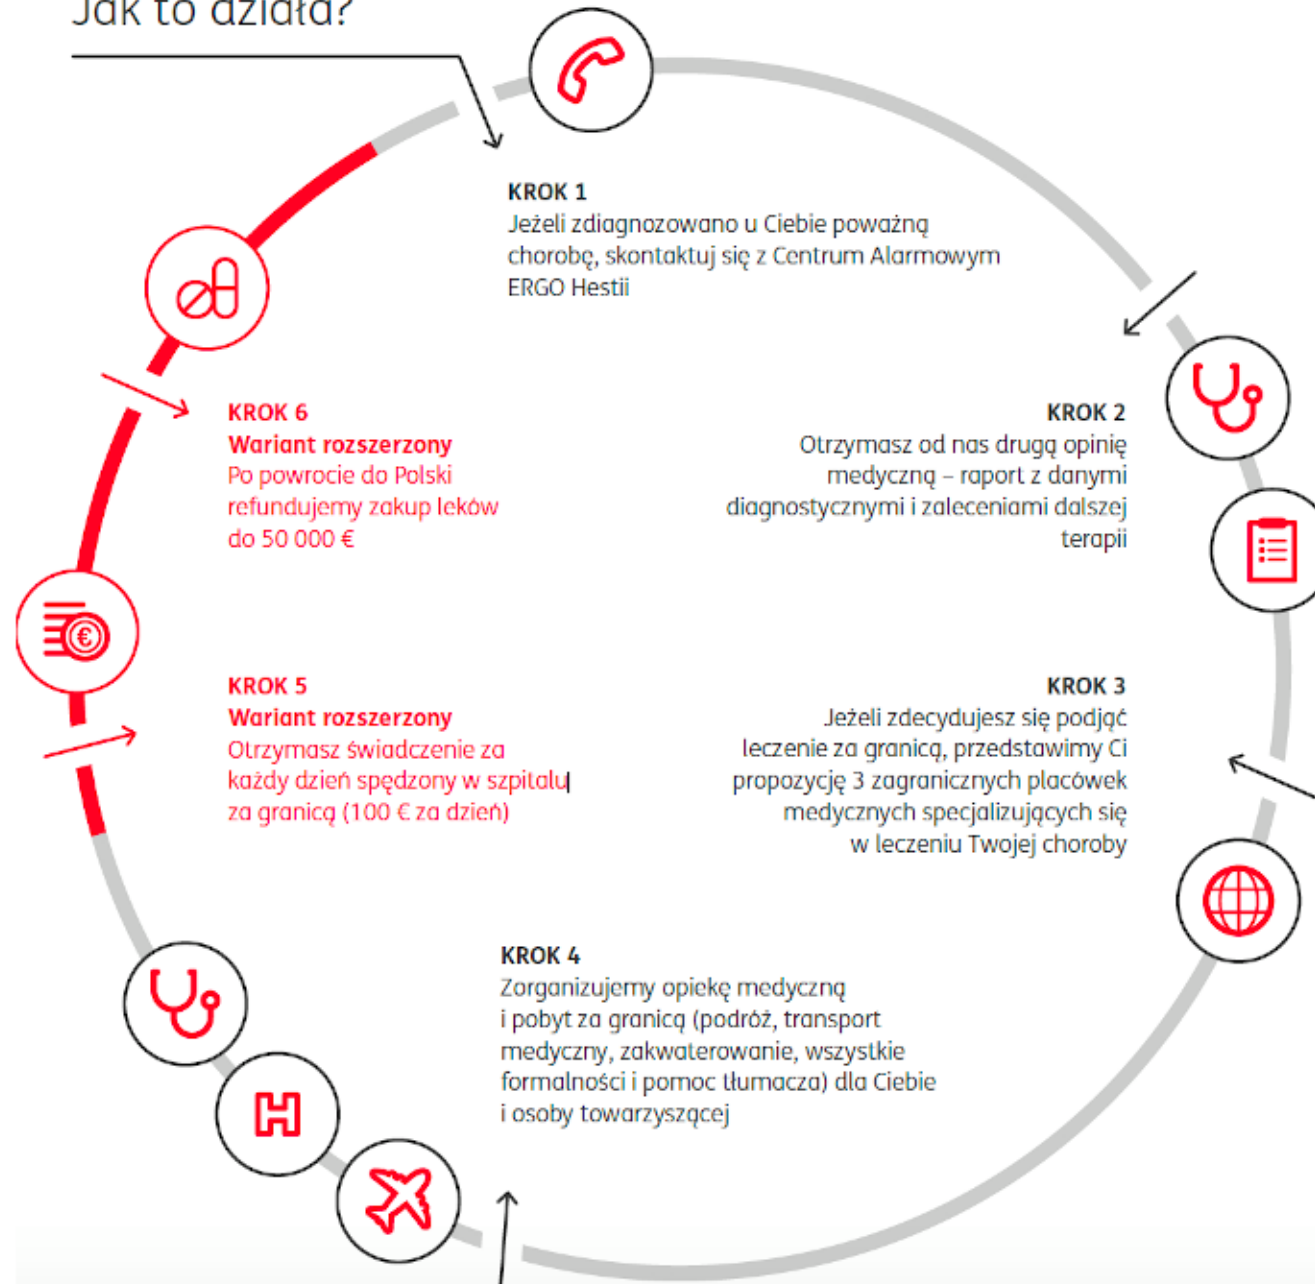 Jak to działa?
KROK 1
Jeżeli zdiagnozowano u Ciebie poważną
chorobę, skontaktuj się z Centrum Alarmowym
ERGO Hestii
KROK 2
Otrzymasz od nas drugą opinię
medyczną – raport z danymi
diagnostycznymi i zaleceniami dalszej
terapii
KROK 3
Jeżeli zdecydujesz się podjąć
leczenie za granicą, przedstawimy Ci
propozycję 3 zagranicznych placówek
medycznych specjalizujących się
w leczeniu Twojej choroby
KROK 4
Zorganizujemy opiekę medyczną
i pobyt za granicą (podróż, transport
medyczny, zakwaterowanie, wszystkie
formalności i pomoc tłumacza) dla Ciebie
i osoby towarzyszącej
KROK 5
Wariant rozszerzony
Otrzymasz świadczenie za
każdy dzień spędzony w szpitalu
za granicą (100 € za dzień)
KROK 6
Wariant rozszerzony
Po powrocie do Polski
refundujemy zakup leków
do 50 000 €
€
H